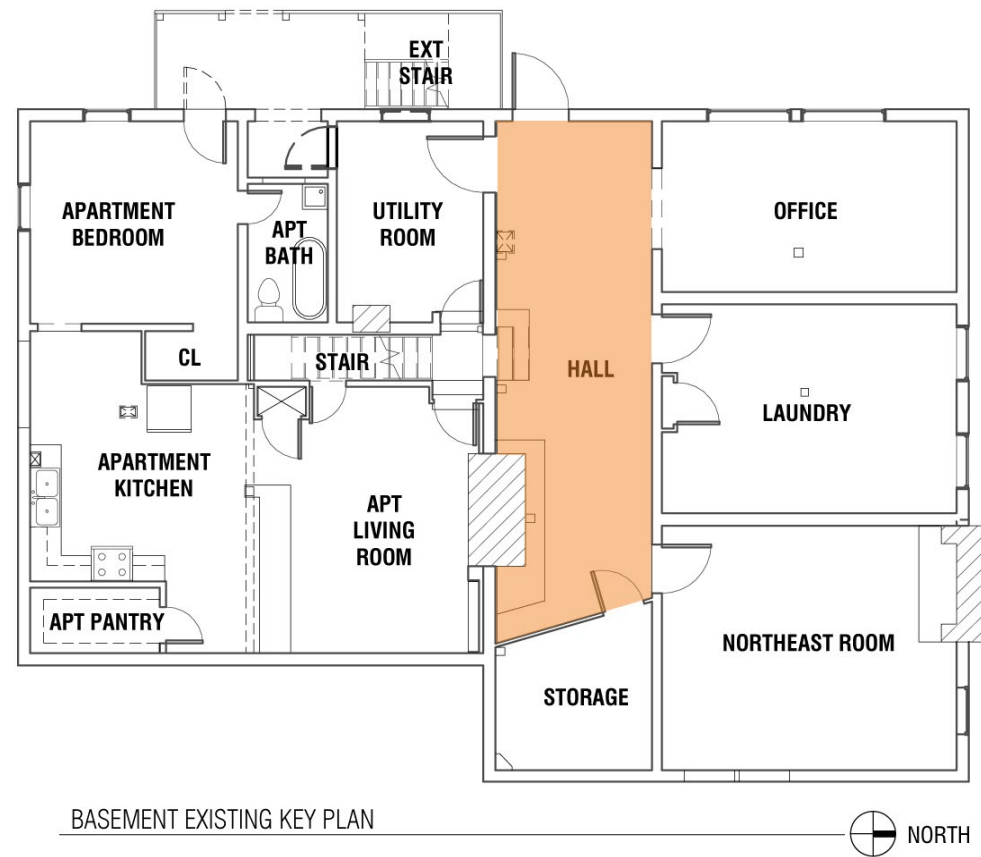 EXT
STAIR
APARTMENT
BEDROOM
APT
BATH
UTILITY
ROOM
OFFICE
CL
STAIR
HALL
LAUNDRY
APARTMENT
KITCHEN
APT
LIVING
ROOM
APT PANTRY
STORAGE
NORTHEAST ROOM
BASEMENT EXISTING KEY PLAN
NORTH